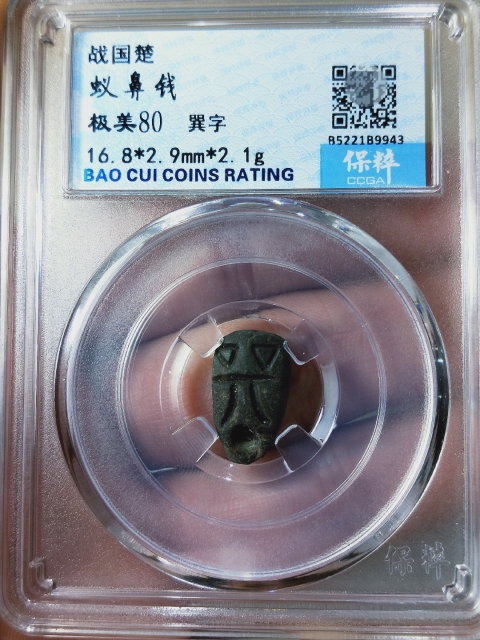 战国楚
蚁鼻钱
极美80 巽字
16.8*2.9mm*2.1g
BAO CUI COINS RATING
B5221B9943
保粹
CCGA
保粹